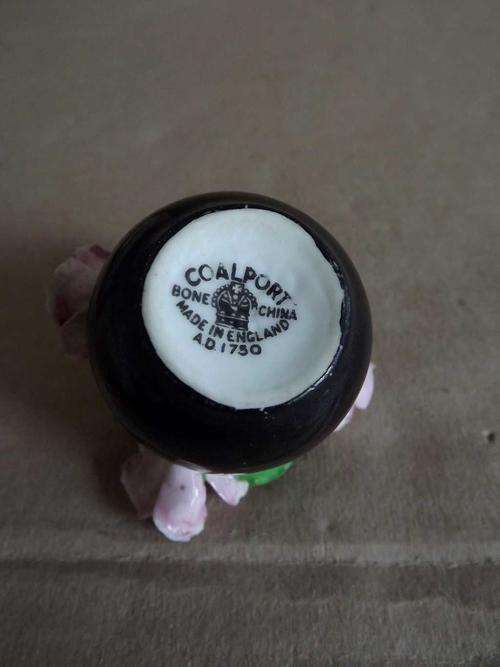 COALPORT
BONE CHINA
MADE IN ENGLAND
A.D. 1750